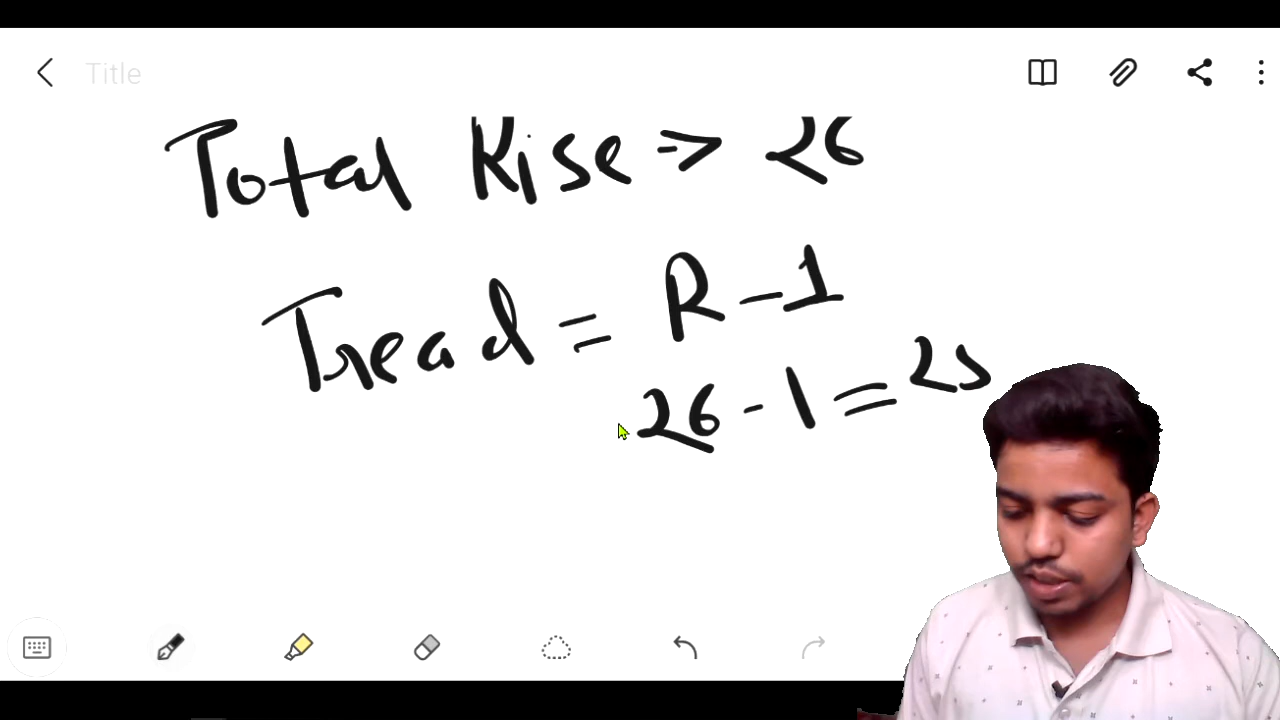 Title
Total Rise => 26
Tread = R - 1
26 - 1 = 25